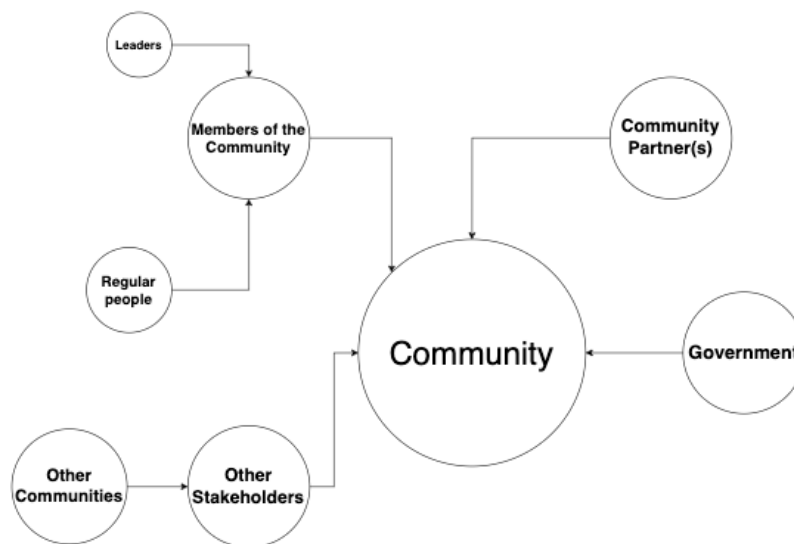 Leaders
Members of the
Community
Community
Partner(s)
Regular
people
Community
Government
Other
Communities
Other
Stakeholders